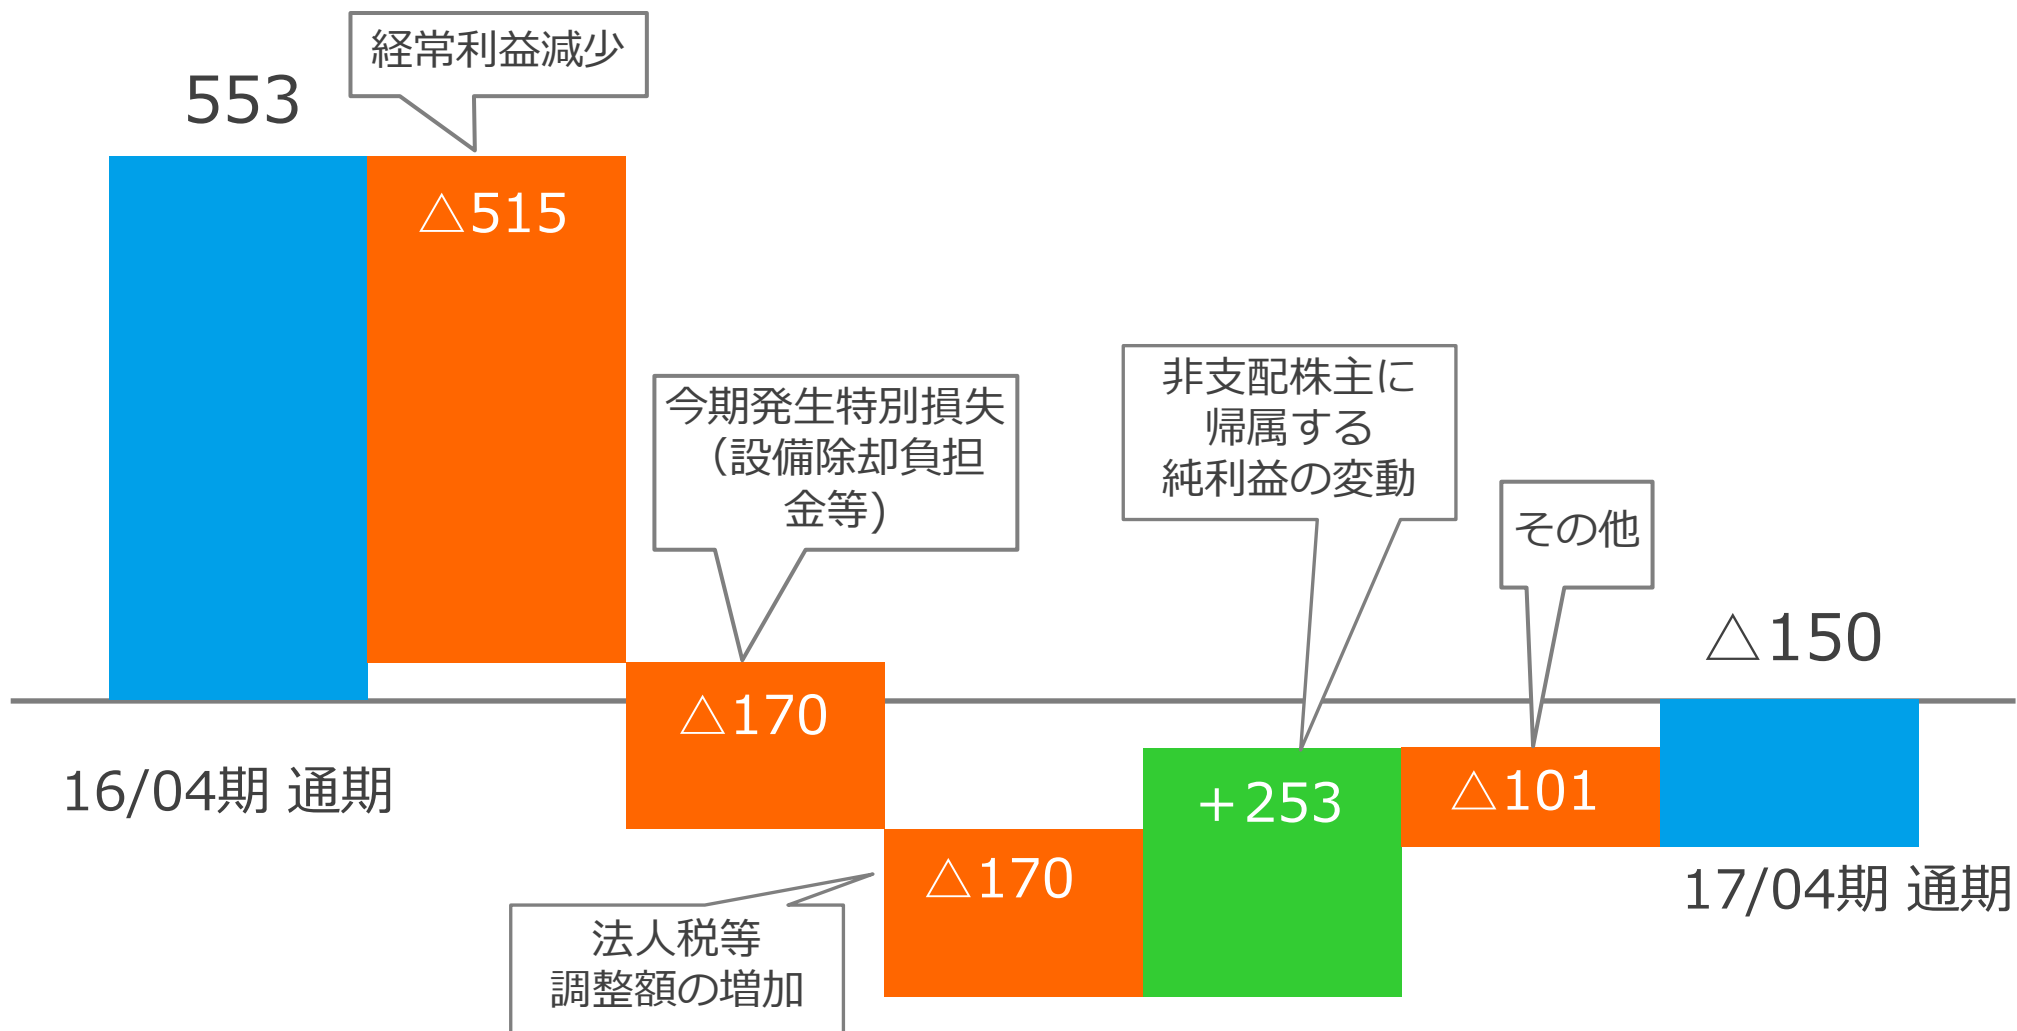 経常利益減少
553
△515
今期発生特別損失
（設備除却負担
金等)
△170
法人税等
調整額の増加
△170
非支配株主に
帰属する
純利益の変動
＋253
その他
△101
△150
16/04期 通期
17/04期 通期